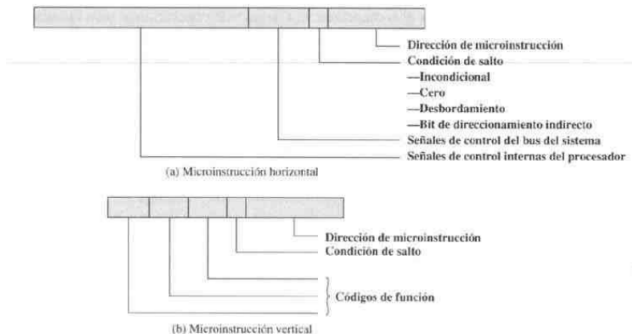 Dirección de microinstrucción
Condición de salto
—Incondicional
—Cero
—Desbordamiento
—Bit de direccionamiento indirecto
Señales de control del bus del sistema
Señales de control internas del procesador
(a) Microinstrucción horizontal
Dirección de microinstrucción
Condición de salto
Códigos de función
(b) Microinstrucción vertical